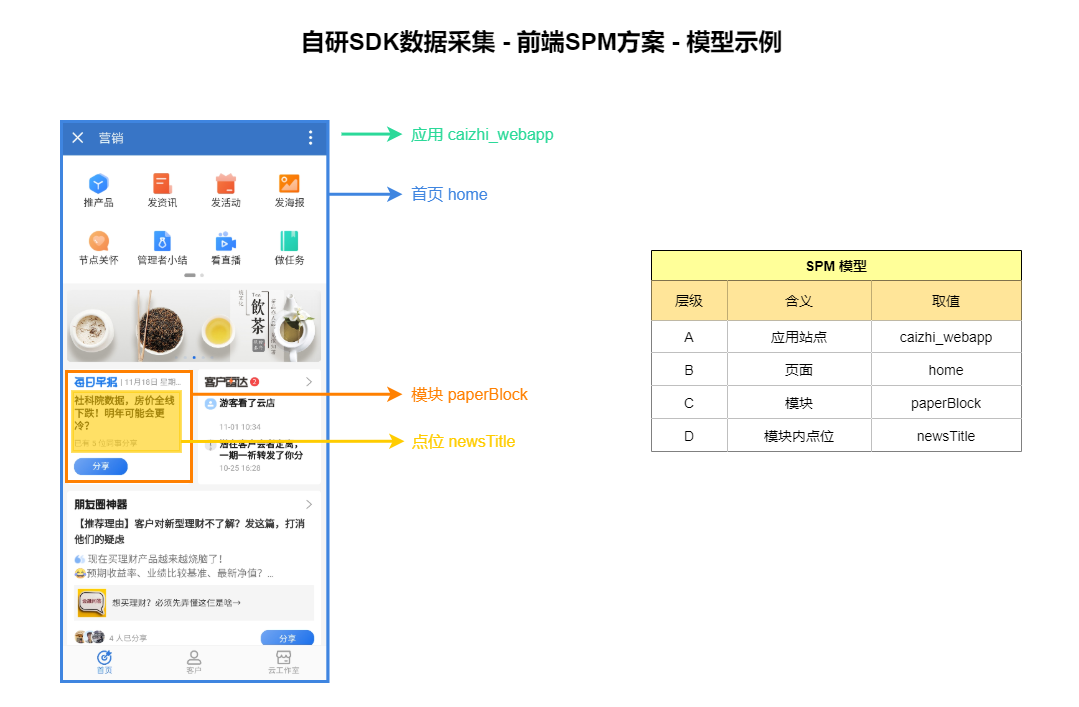 自研SDK数据采集 - 前端SPM方案 - 模型示例
营销
应用 caizhi_webapp
首页 home
推产品
发资讯
发活动
发海报
节点关怀
管理者小结
看直播
做任务
飲茶
每日早报
11月16日 星期...
社科院数据，房价全线
下跌！明年可能会更
冷？
已有 5 位同事分享
分享
客户雷达 2
游客看了云店
11-01 10:34
潜在客户会看走离，
一期一祈转发了你分
10-25 16:28
模块 paperBlock
点位 newsTitle
朋友圈神器
【推荐理由】客户对新型理财不了解？发这篇，打消
他们的疑虑
现在买理财产品越来越烧脑了！
预期收益率、业绩比较基准、最新净值？...
想买理财？必须先弄懂这仨是啥→
4 人已分享
分享
首页
客户
云工作室
SPM 模型
层级 含义 取值
A 应用站点 caizhi_webapp
B 页面 home
C 模块 paperBlock
D 模块内点位 newsTitle